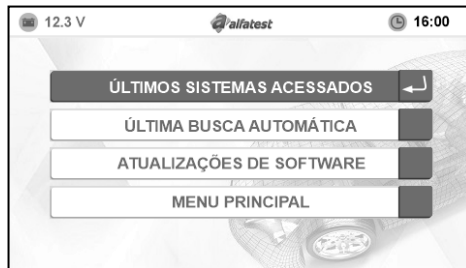 12.3 V
alfatest
16:00
ÚLTIMOS SISTEMAS ACESSADOS
ÚLTIMA BUSCA AUTOMÁTICA
ATUALIZAÇÕES DE SOFTWARE
MENU PRINCIPAL